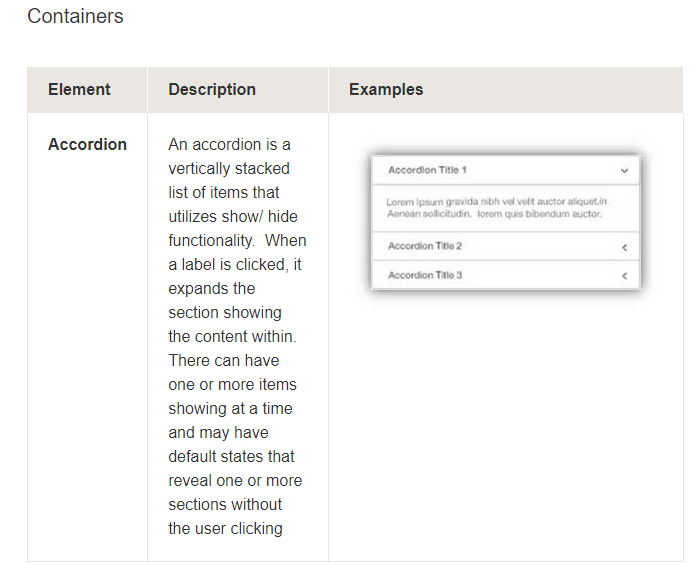 Containers
Element Description Examples
Accordion
An accordion is a
vertically stacked
list of items that
utilizes show/ hide
functionality.  When
a label is clicked, it
expands the
section showing
the content within.
There can have
one or more items
showing at a time
and may have
default states that
reveal one or more
sections without
the user clicking
Accordion Title 1
Lorem Ipsum gravida nibh vel velit auctor aliquet.in
Aenean sollicitudin, lorem quis bibendum auctor.
Accordion Title 2
Accordion Title 3